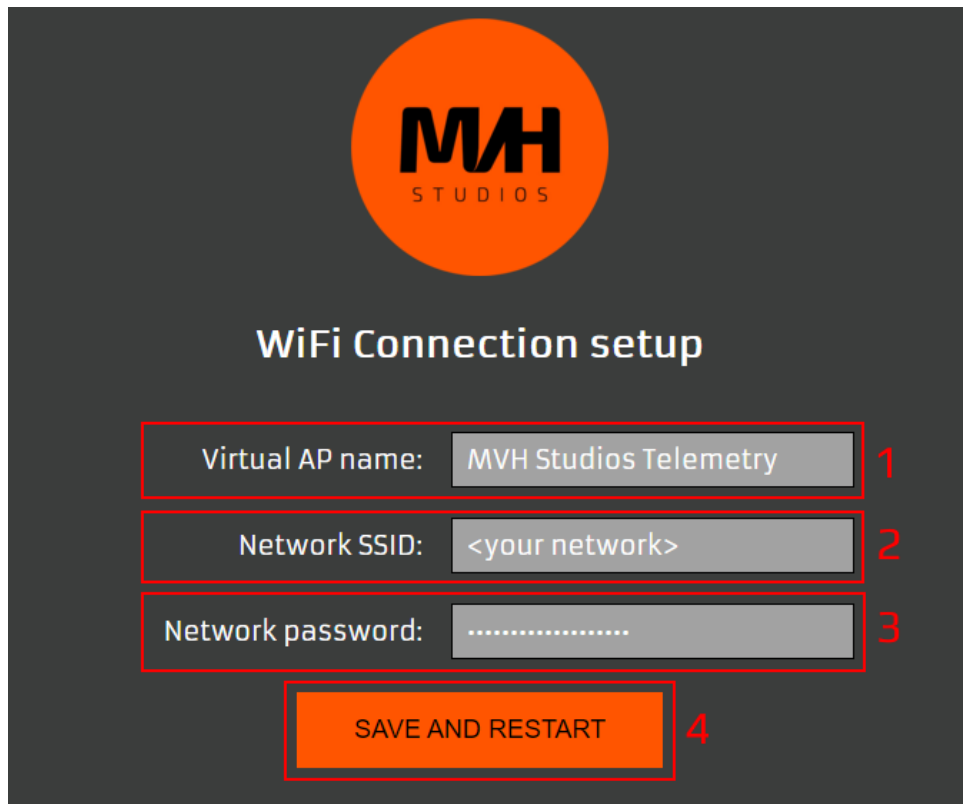 MVH
STUDIOS
WiFi Connection setup
Virtual AP name: MVH Studios Telemetry 1
Network SSID: <your network> 2
Network password: ................... 3
SAVE AND RESTART 4